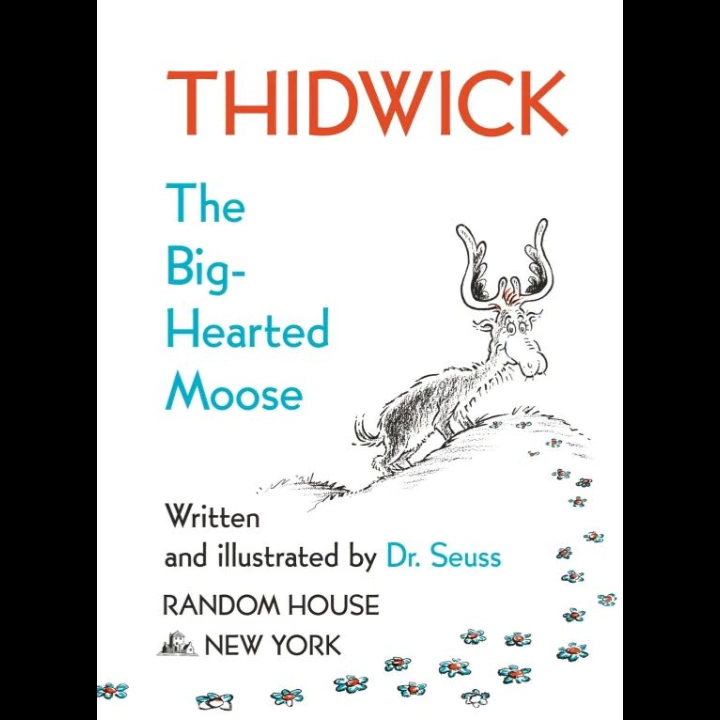 THIDWICK
The
Big-
Hearted
Moose
Written
and illustrated by Dr. Seuss
RANDOM HOUSE
NEW YORK